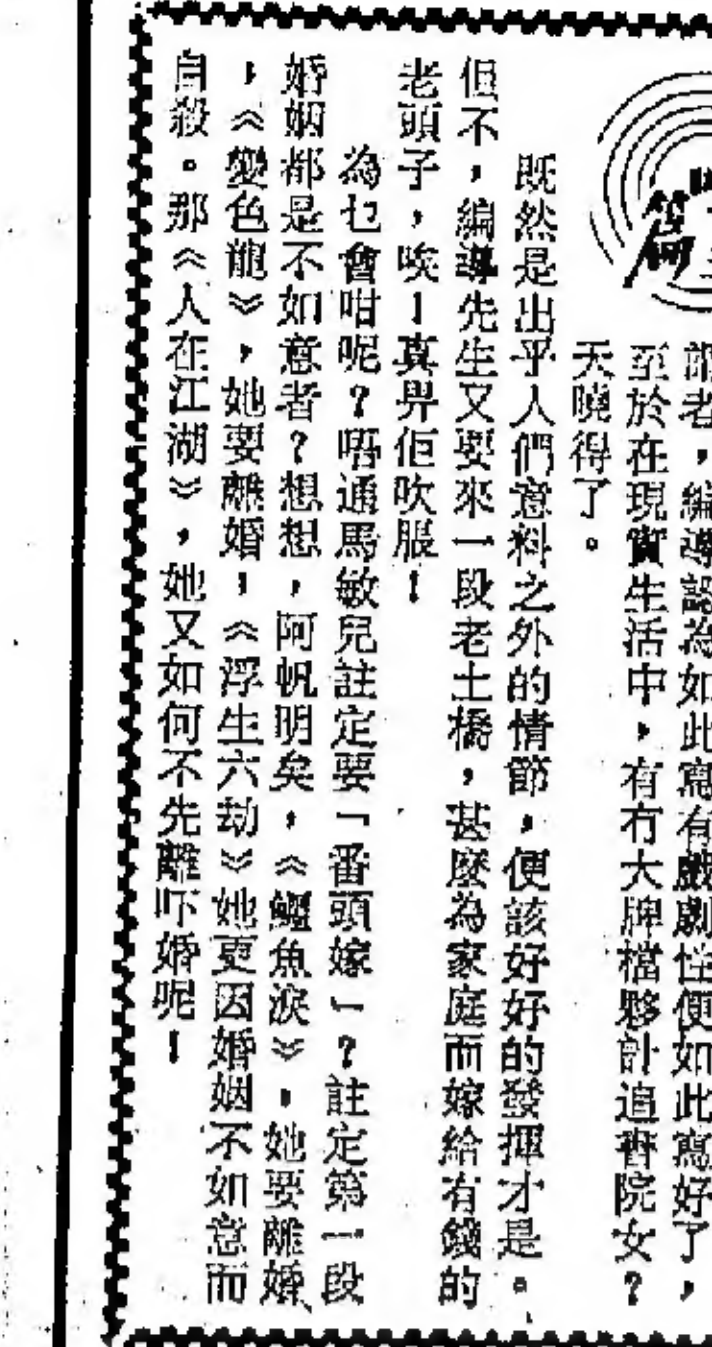 謂者，編導認為如此寫有戲劇性便如此寫好了，
至於在現實生活中，有冇大牌檔夥計追書院女？
天曉得了。
既然是出乎人們意料之外的情節，便該好好的發揮才是。
但不，編導先生又要來一段老土橋，甚麼為家庭而嫁給有錢的
老頭子，唉！真畀佢吹脹！
為乜會咁呢？唔通馬敏兒註定要「番頭嫁」？註定第一段
婚姻都是不如意者？想想，阿帆明矣，《鱷魚淚》，她要離婚
，《變色龍》，她要離婚，《浮生六劫》她更因婚姻不如意而
自殺。那《人在江湖》，她又如何不先離吓婚呢！